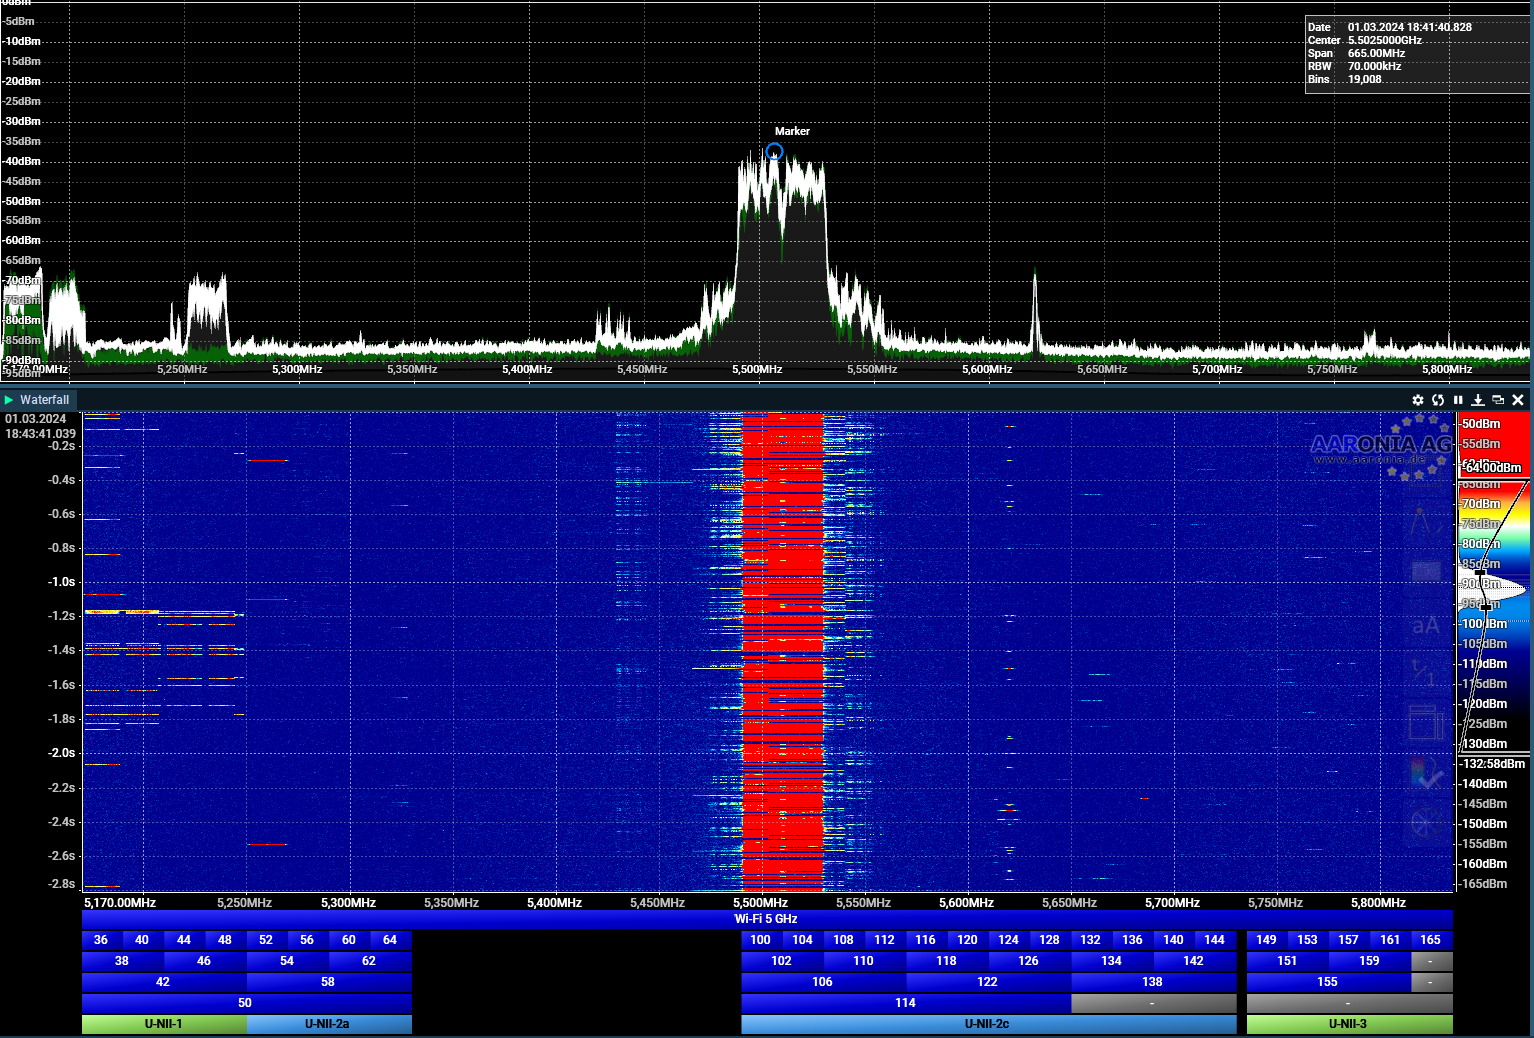 0dBm
-5dBm
-10dBm
-15dBm
-20dBm
-25dBm
-30dBm
-35dBm
-40dBm
-45dBm
-50dBm
-55dBm
-60dBm
-65dBm
-70dBm
-75dBm
-80dBm
-85dBm
-90dBm
-95dBm
Date 01.03.2024 18:41:40.828
Center 5.5025000GHz
Span 665.00MHz
RBW 70.000kHz
Bins 19,008
Marker
5,170.00MHz 5,250MHz 5,300MHz 5,350MHz 5,400MHz 5,450MHz 5,500MHz 5,550MHz 5,600MHz 5,650MHz 5,700MHz 5,750MHz 5,800MHz
Waterfall
01.03.2024
18:43:41.039
-0.2s
-0.4s
-0.6s
-0.8s
-1.0s
-1.2s
-1.4s
-1.6s
-1.8s
-2.0s
-2.2s
-2.4s
-2.6s
-2.8s
AARONIA AG
www.aaronia.de
aA
-50dBm
-55dBm
-60dBm
-64.00dBm
-65dBm
-70dBm
-75dBm
-80dBm
-85dBm
-90dBm
-95dBm
-100dBm
-105dBm
-110dBm
-115dBm
-120dBm
-125dBm
-130dBm
-132.58dBm
-140dBm
-145dBm
-150dBm
-155dBm
-160dBm
-165dBm
5,170.00MHz 5,250MHz 5,300MHz 5,350MHz 5,400MHz 5,450MHz 5,500MHz 5,550MHz 5,600MHz 5,650MHz 5,700MHz 5,750MHz 5,800MHz
Wi-Fi 5 GHz
36 40 44 48 52 56 60 64 100 104 108 112 116 120 124 128 132 136 140 144 149 153 157 161 165
38 46 54 62 102 110 118 126 134 142 151 159 -
42 58 106 122 138 155 -
50 114 - -
U-NII-1 U-NII-2a U-NII-2c U-NII-3